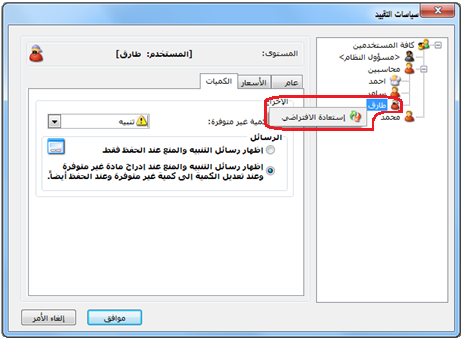 سياسات التقييد
كافة المستخدمين
<مسؤول النظام>
محاسبين
احمد
سامر
طارق
محمد
إستعادة الافتراضي
المستوى: [المستخدم: طارق]
عام
الأسعار
الكميات
الإجرا
كمية غير متوفرة:
تنبيه
الرسائل
إظهار رسائل التنبيه والمنع عند الحفظ فقط
إظهار رسائل التنبيه والمنع عند إدراج مادة غير متوفرة
وعند تعديل الكمية إلى كمية غير متوفرة وعند الحفظ أيضاً.
موافق
إلغاء الأمر